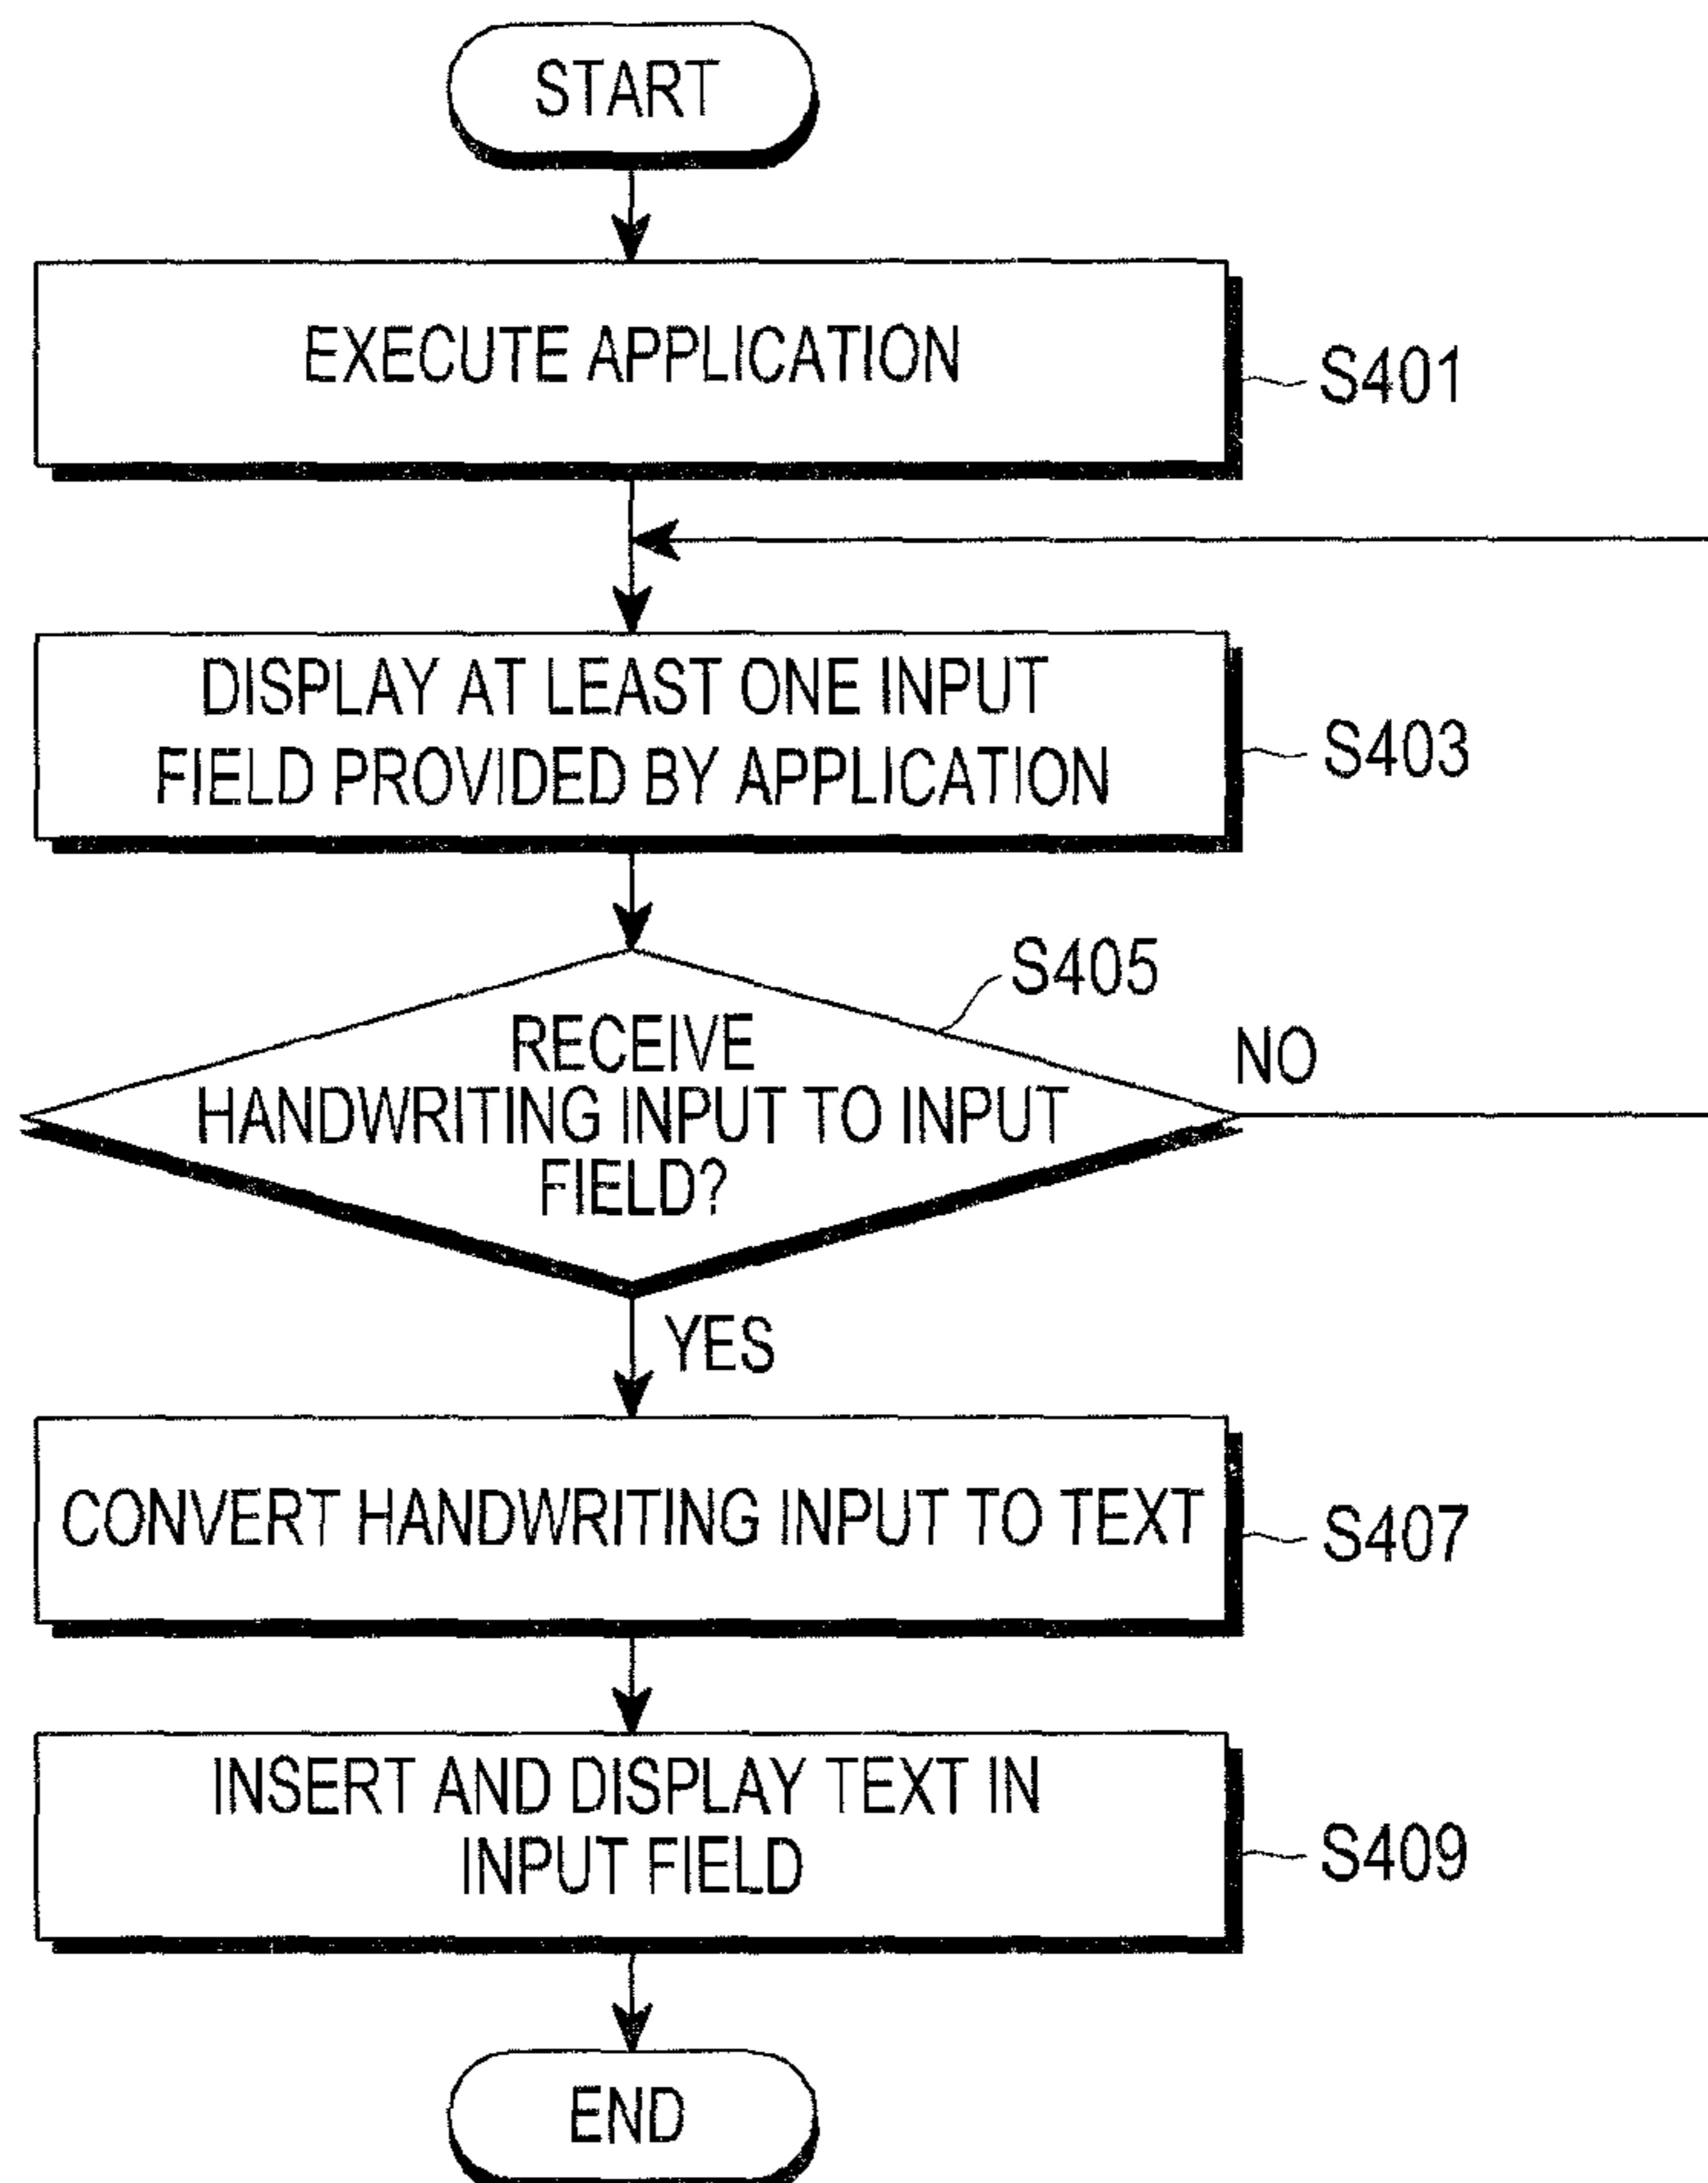 START
EXECUTE APPLICATION
S401
DISPLAY AT LEAST ONE INPUT
FIELD PROVIDED BY APPLICATION
S403
S405
RECEIVE
HANDWRITING INPUT TO INPUT
FIELD?
NO
YES
CONVERT HANDWRITING INPUT TO TEXT
S407
INSERT AND DISPLAY TEXT IN
INPUT FIELD
S409
END